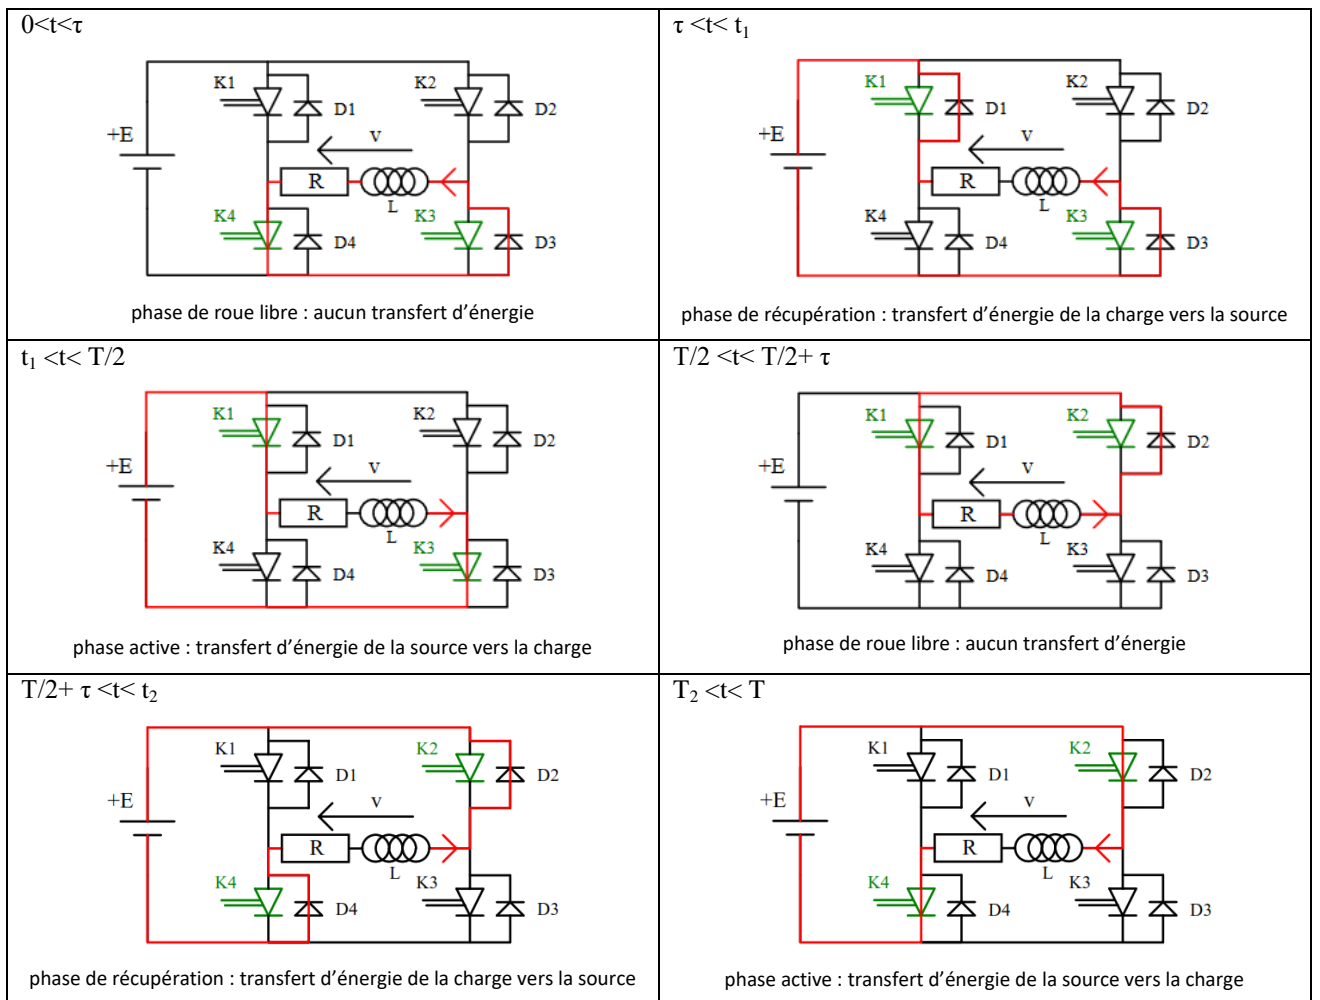 0<t<τ
K1
D1
K2
D2
+E
v
R
L
K4
D4
K3
D3
phase de roue libre : aucun transfert d’énergie
τ <t< t₁
K1
D1
K2
D2
+E
v
R
L
K4
D4
K3
D3
phase de récupération : transfert d’énergie de la charge vers la source
t₁ <t< T/2
K1
D1
K2
D2
+E
v
R
L
K4
D4
K3
D3
phase active : transfert d’énergie de la source vers la charge
T/2 <t< T/2+ τ
K1
D1
K2
D2
+E
v
R
L
K4
D4
K3
D3
phase de roue libre : aucun transfert d’énergie
T/2+ τ <t< t₂
K1
D1
K2
D2
+E
v
R
L
K4
D4
K3
D3
phase de récupération : transfert d’énergie de la charge vers la source
T₂ <t< T
K1
D1
K2
D2
+E
v
R
L
K4
D4
K3
D3
phase active : transfert d’énergie de la source vers la charge